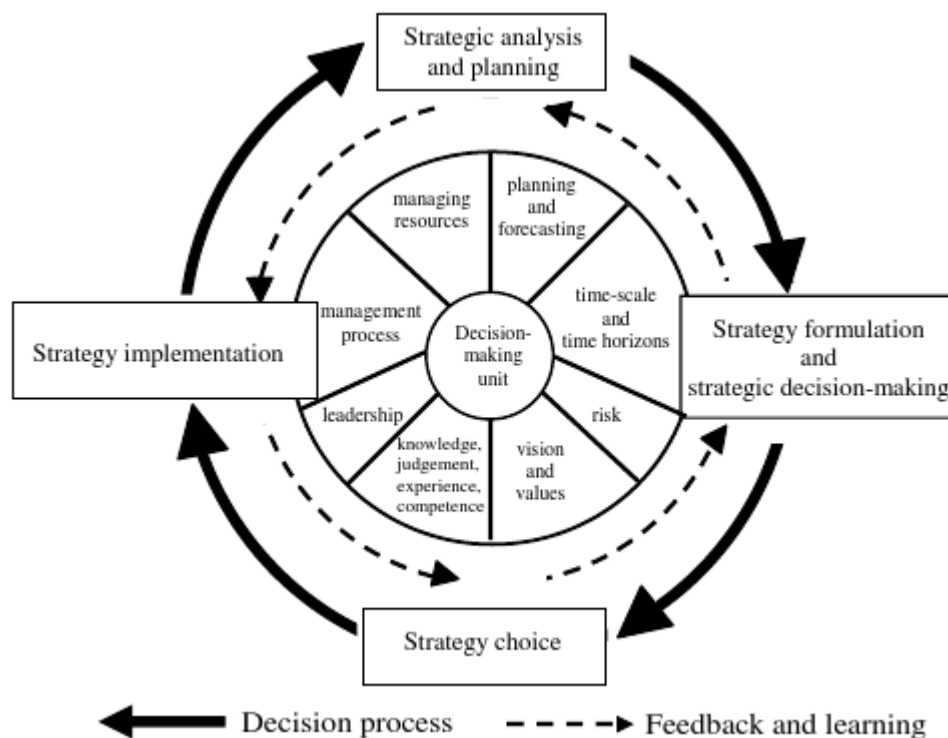 Strategic analysis
and planning
managing
resources
planning
and
forecasting
management
process
time-scale
and
time horizons
Decision-
making
unit
Strategy implementation
Strategy formulation
and
strategic decision-making
leadership
risk
knowledge,
judgement,
experience,
competence
vision
and
values
Strategy choice
Decision process
Feedback and learning